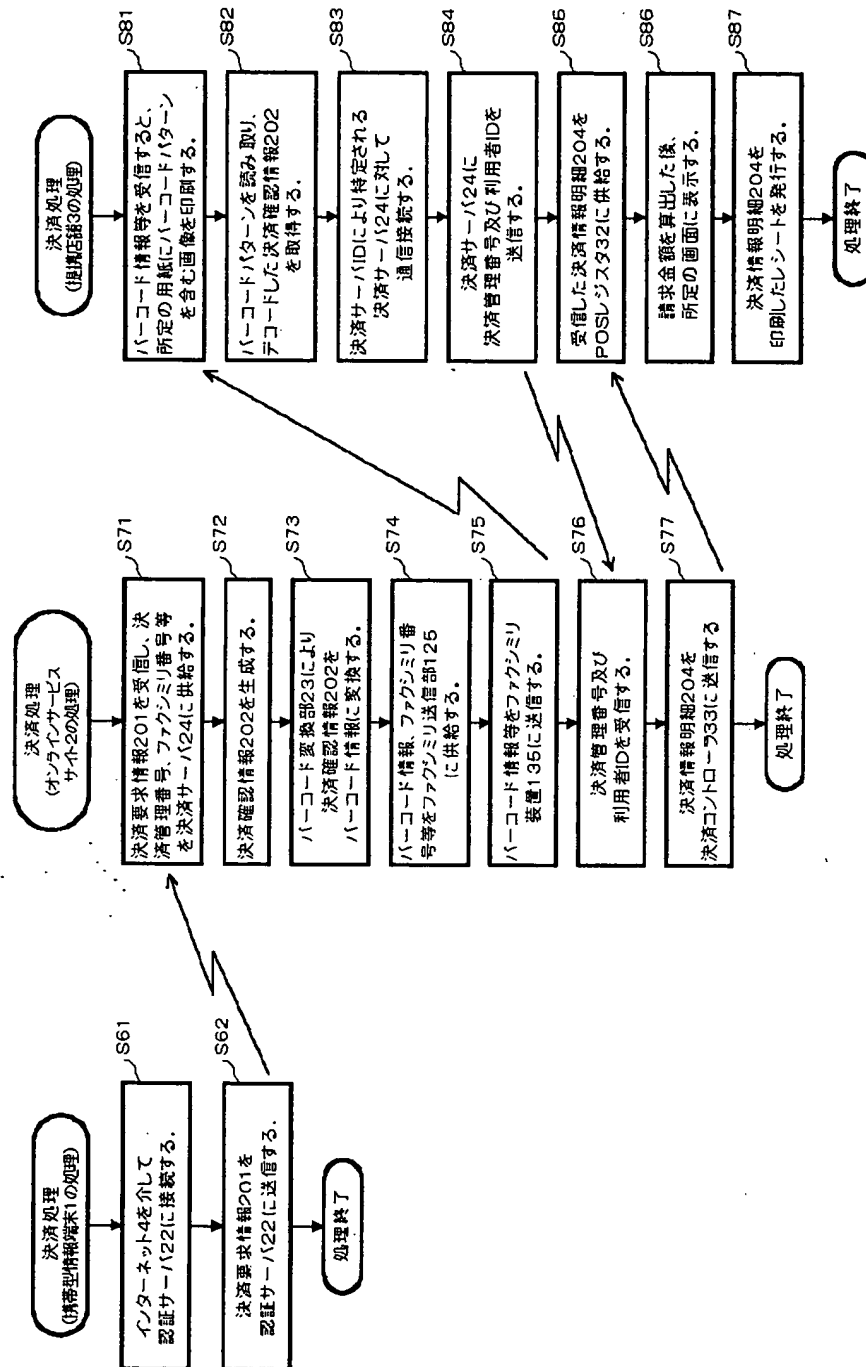 決済処理
(携帯型情報端末1の処理)
S61
インターネット4を介して
認証サーバ22に接続する。
S62
決済要求情報201を
認証サーバ22に送信する。
処理終了
決済処理
(オンラインサービス
サイト2の処理)
S71
決済要求情報201を受信し、決
済管理番号、ファクシミリ番号等
を決済サーバ24に供給する。
S72
決済確認情報202を生成する。
S73
バーコード変換部23により
決済確認情報202を
バーコード情報に変換する。
S74
バーコード情報、ファクシミリ番
号等をファクシミリ送信部125
に供給する。
S75
バーコード情報等をファクシミリ
装置135に送信する。
S76
決済管理番号及び
利用者IDを受信する。
S77
決済情報明細204を
決済コントローラ33に送信する
処理終了
決済処理
(提携店舗3の処理)
S81
バーコード情報等を受信すると、
所定の用紙にバーコードパターン
を含む画像を印刷する。
S82
バーコードパターンを読み取り、
デコードした決済確認情報202
を取得する。
S83
決済サーバIDにより特定される
決済サーバ24に対して
通信接続する。
S84
決済サーバ24に
決済管理番号及び利用者IDを
送信する。
S85
受信した決済情報明細204を
POSレジスタ32に供給する。
S86
請求金額を算出した後、
所定の画面に表示する。
S87
決済情報明細204を
印刷したレシートを発行する。
処理終了